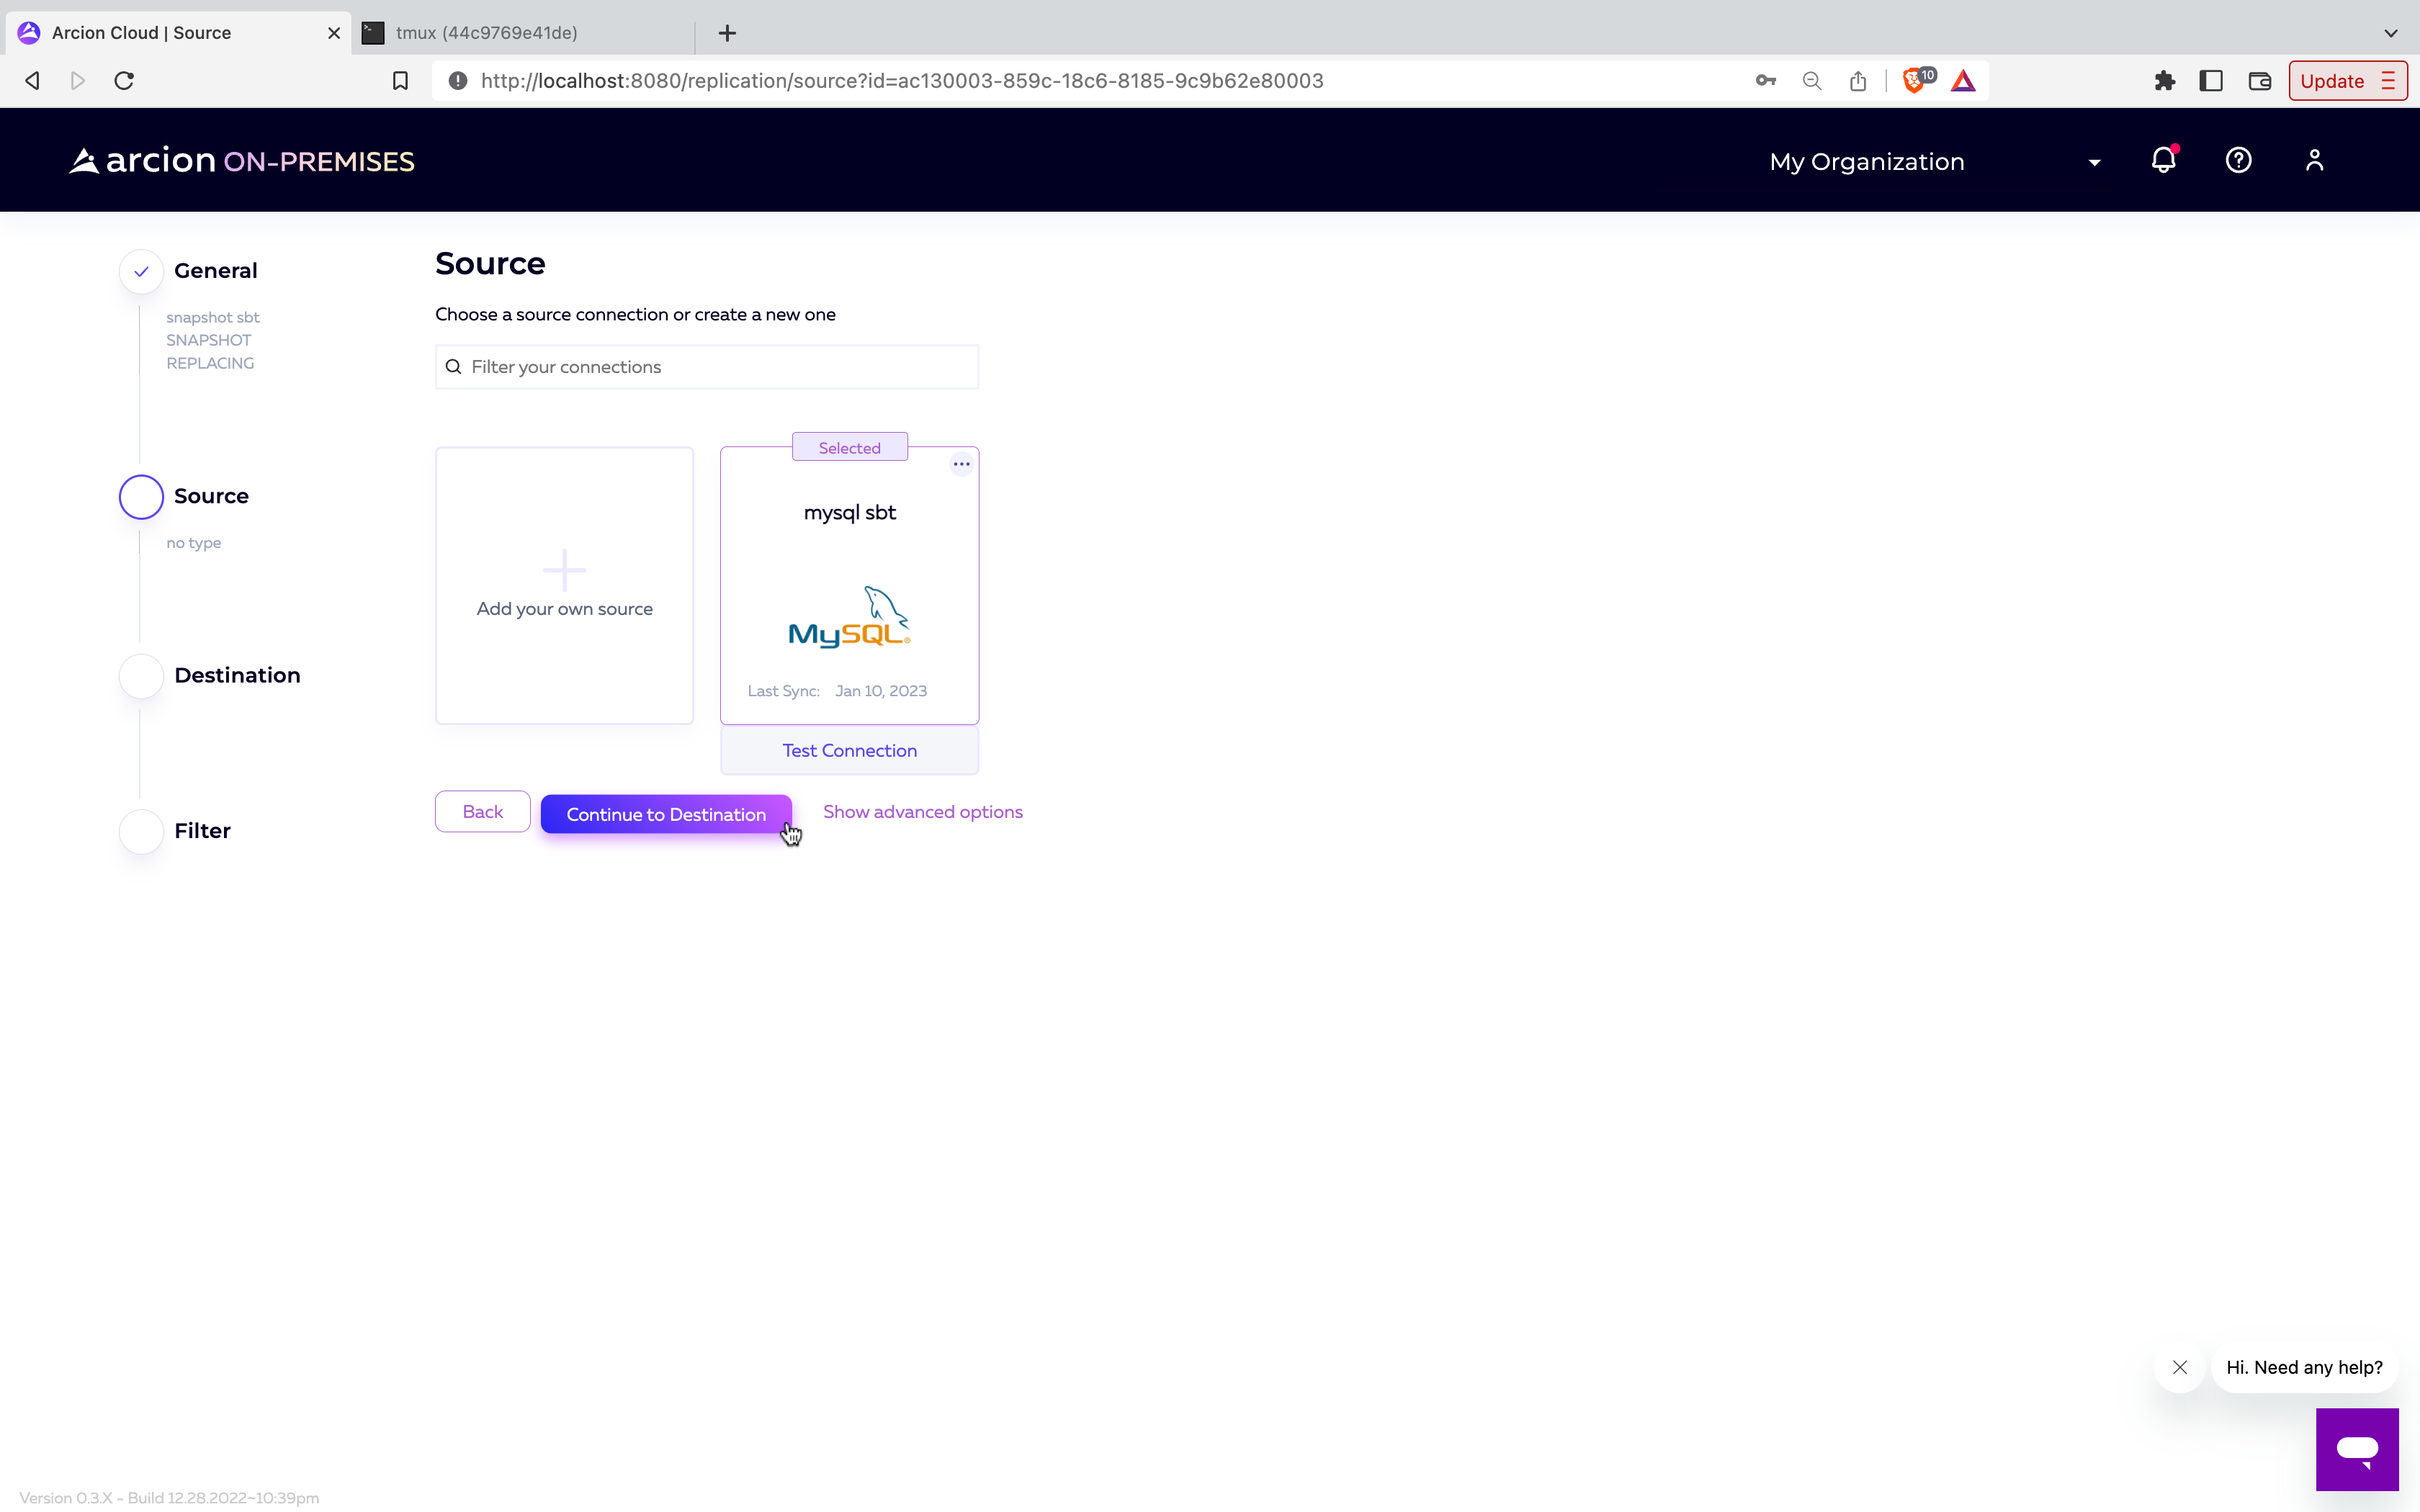 Arcion Cloud | Source
tmux (44c9769e41de)
http://localhost:8080/replication/source?id=ac130003-859c-18c6-8185-9c9b62e80003
10
Update
arcion ON-PREMISES
My Organization
General
snapshot sbt
SNAPSHOT
REPLACING
Source
no type
Destination
Filter
Source
Choose a source connection or create a new one
Filter your connections
Add your own source
Selected
mysql sbt
MySQL®
Last Sync: Jan 10, 2023
Test Connection
Back
Continue to Destination
Show advanced options
Hi. Need any help?
Version 0.3.X - Build 12.28.2022~10:39pm